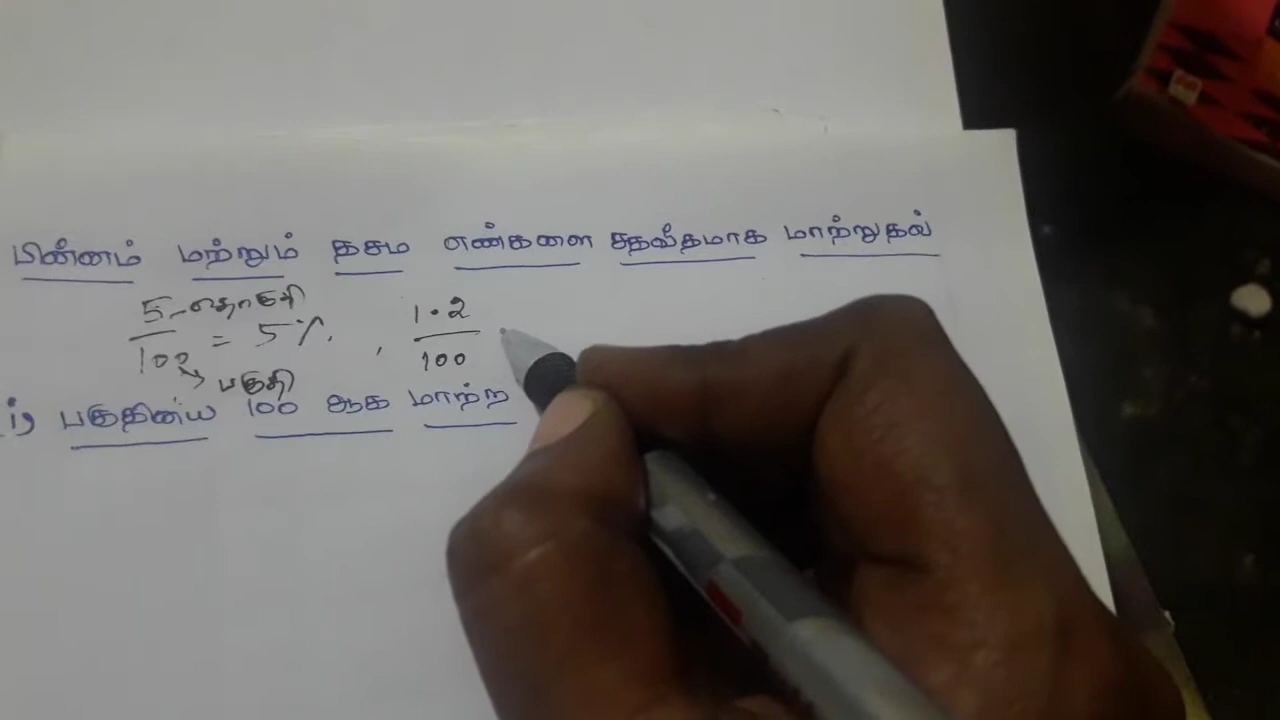 பின்னம் மற்றும் தசம எண்களை சதவீதமாக மாற்றுதல்
5 - தொகுதி
100 → பகுதி
= 5%, 1.2
100
i) பகுதியை 100 ஆக மாற்ற